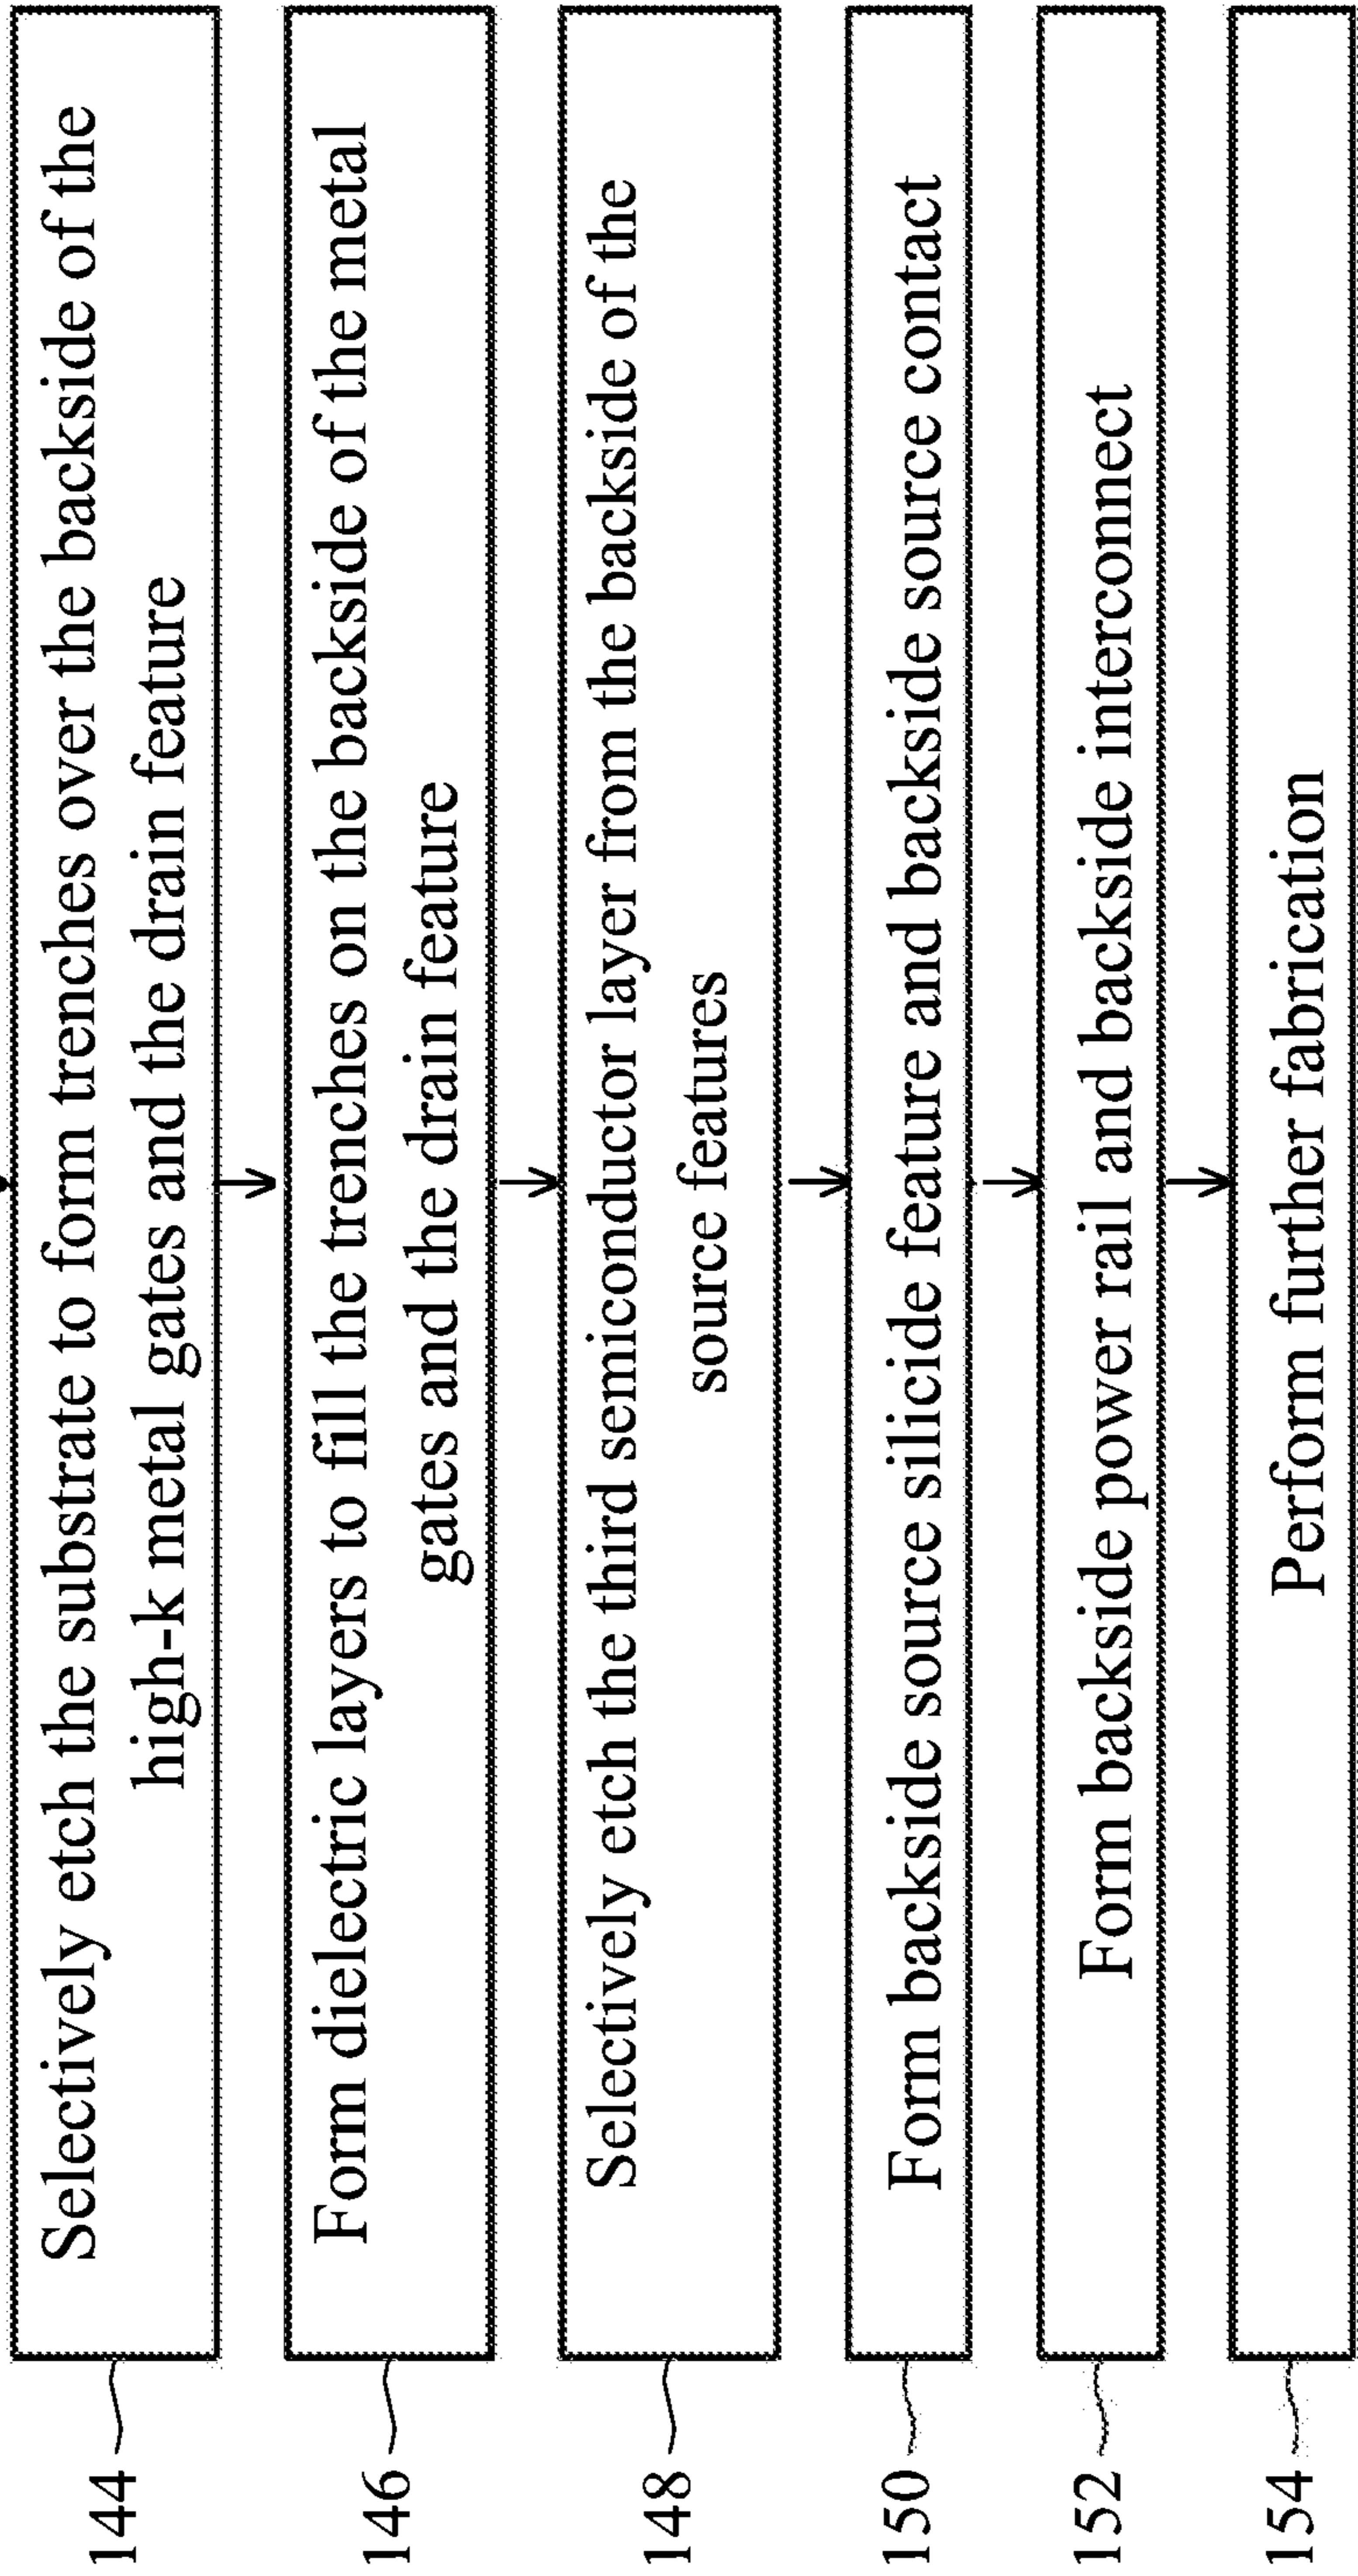 144
Selectively etch the substrate to form trenches over the backside of the
high-k metal gates and the drain feature
146
Form dielectric layers to fill the trenches on the backside of the metal
gates and the drain feature
148
Selectively etch the third semiconductor layer from the backside of the
source features
150
Form backside source silicide feature and backside source contact
152
Form backside power rail and backside interconnect
154
Perform further fabrication